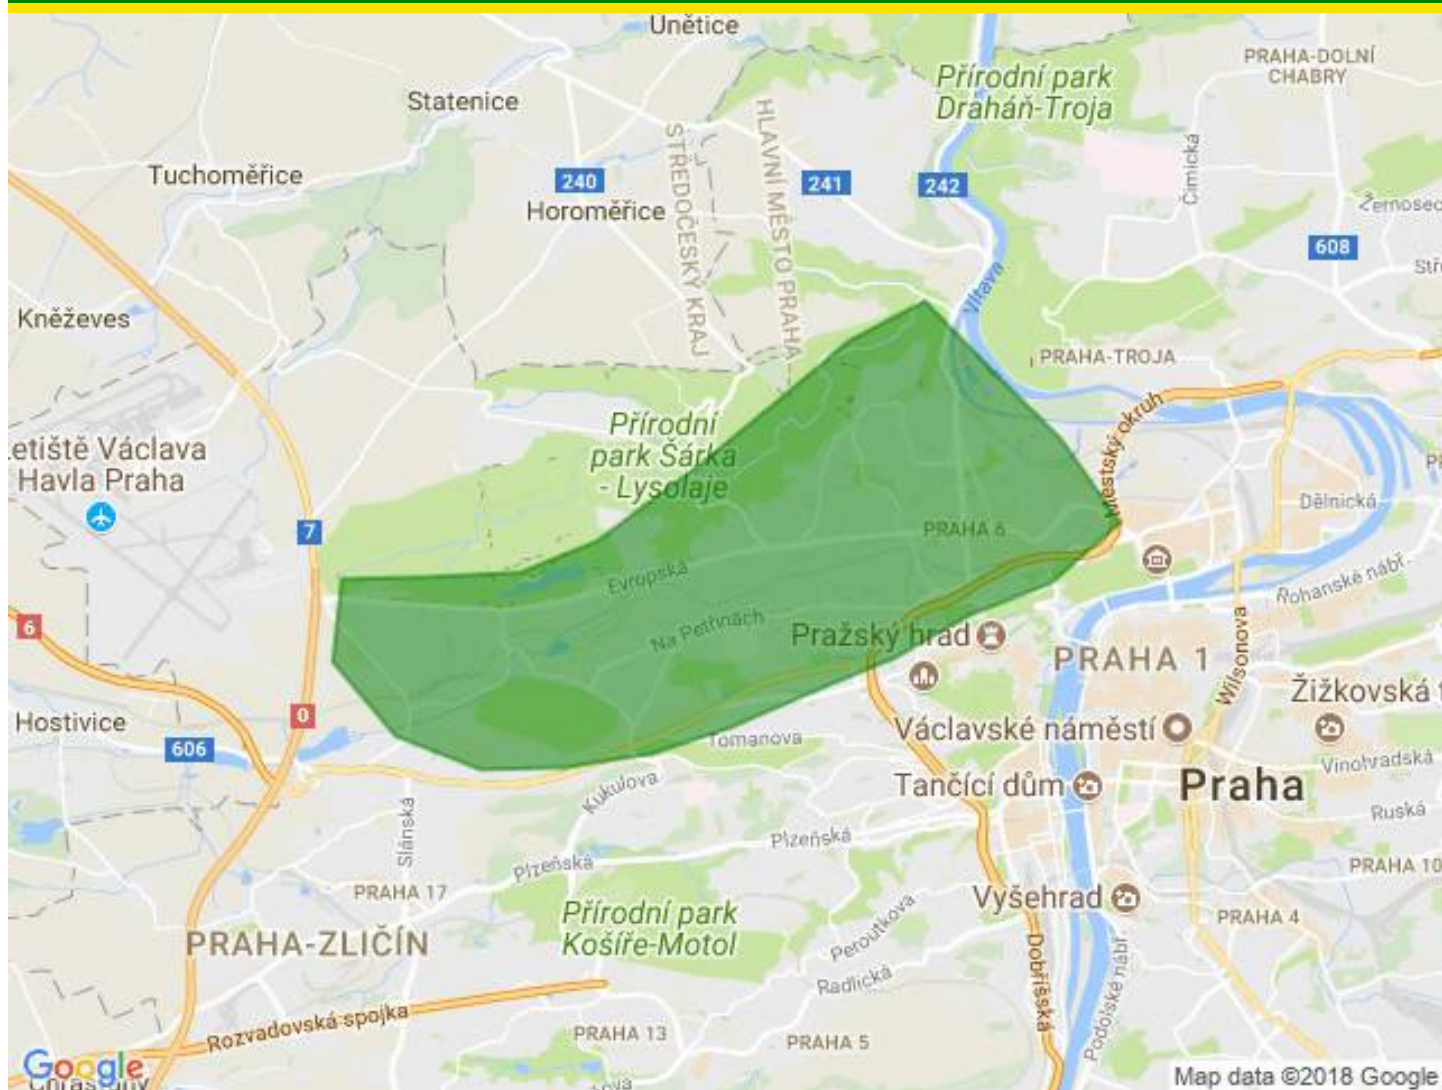 Únětice
PRAHA-DOLNÍ
CHABRY
Přírodní park
Draháň-Troja
Statenice
HLAVNÍ MĚSTO PRAHA
STŘEDOČESKÝ KRAJ
Čimická
Tuchoměřice
240
241
242
Horoměřice
608
Vltava
Kněževes
PRAHA-TROJA
Městský okruh
Přírodní
park Šárka
- Lysolaje
etiště Václava
Havla Praha
7
Dělnická
PRAHA 6
Evropská
Rohanské nábř.
6
Na Petřinách
Pražský hrad
PRAHA 1
Wilsonova
Žižkovská
Hostivice
0
606
Tomanova
Václavské náměstí
Vinohradská
Kukulova
Tančící dům
Praha
Ruská
Slánská
Plzeňská
Plzeňská
PRAHA 10
PRAHA 17
Vyšehrad
PRAHA 4
Přírodní park
Košíře-Motol
Peroutkova
PRAHA-ZLIČÍN
Radlická
Dobříšská
Podolské nábř.
Rozvadovská spojka
PRAHA 13
PRAHA 5
Google
Map data ©2018 Google